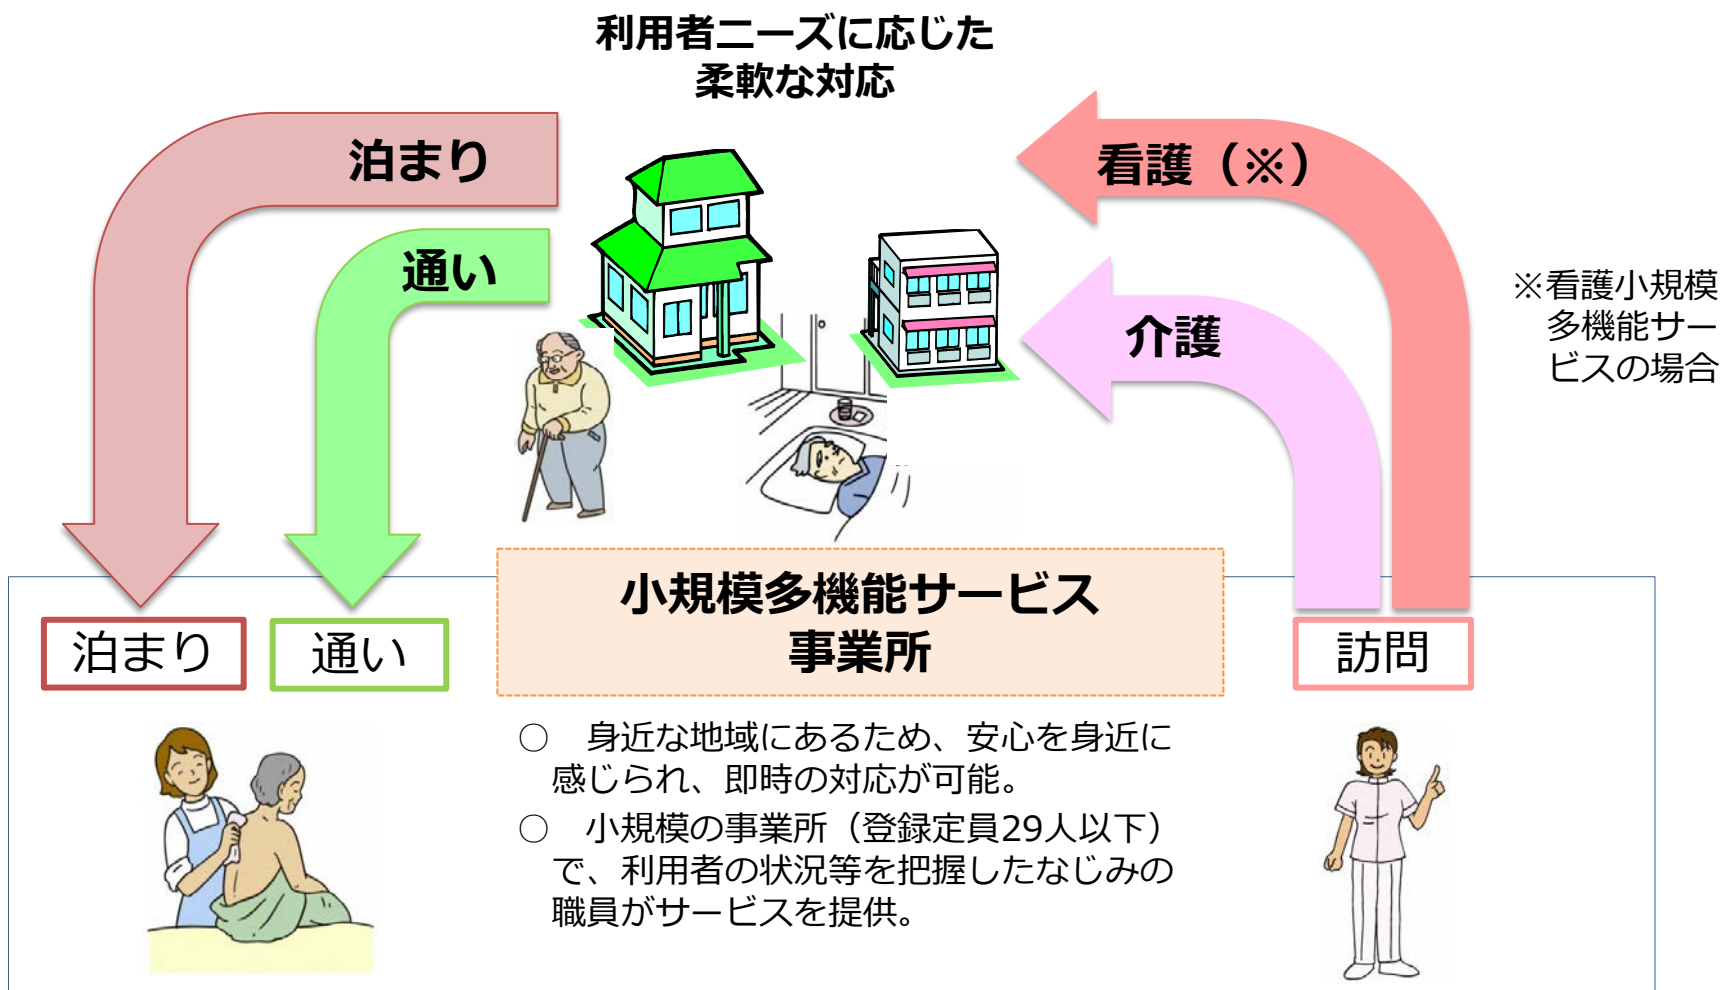 利用者ニーズに応じた
柔軟な対応
泊まり
通い
看護（※）
介護
※看護小規模
多機能サー
ビスの場合
小規模多機能サービス
事業所
泊まり
通い
訪問
○　身近な地域にあるため、安心を身近に
感じられ、即時の対応が可能。
○　小規模の事業所（登録定員29人以下）
で、利用者の状況等を把握したなじみの
職員がサービスを提供。